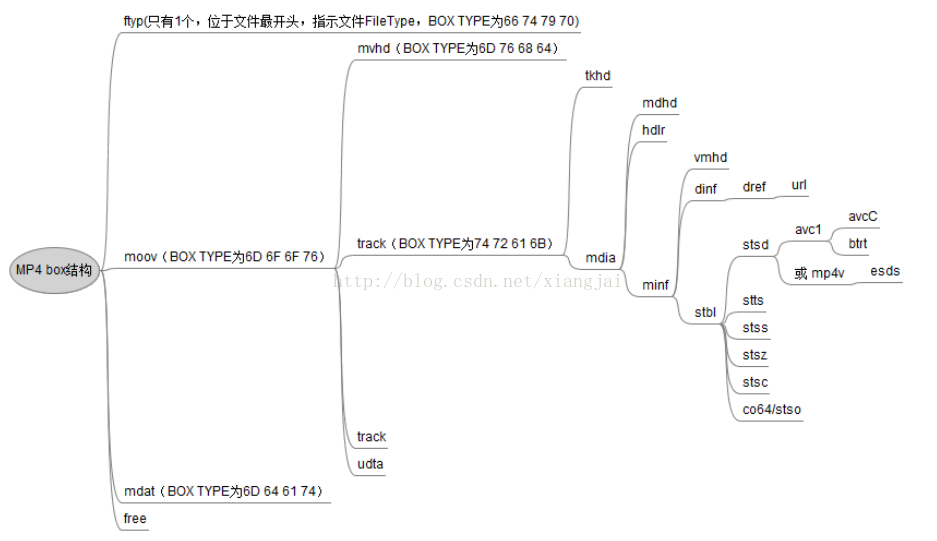 MP4 box结构
ftyp(只有1个，位于文件最开头，指示文件FileType，BOX TYPE为66 74 79 70)
moov（BOX TYPE为6D 6F 6F 76）
mvhd（BOX TYPE为6D 76 68 64）
track（BOX TYPE为74 72 61 6B）
tkhd
mdia
mdhd
hdlr
minf
vmhd
dinf
dref
url
stbl
stsd
avc1
avcC
btrt
或 mp4v
esds
stts
stss
stsz
stsc
co64/stso
track
udta
mdat（BOX TYPE为6D 64 61 74）
free
http://blog.csdn.net/xiangjai